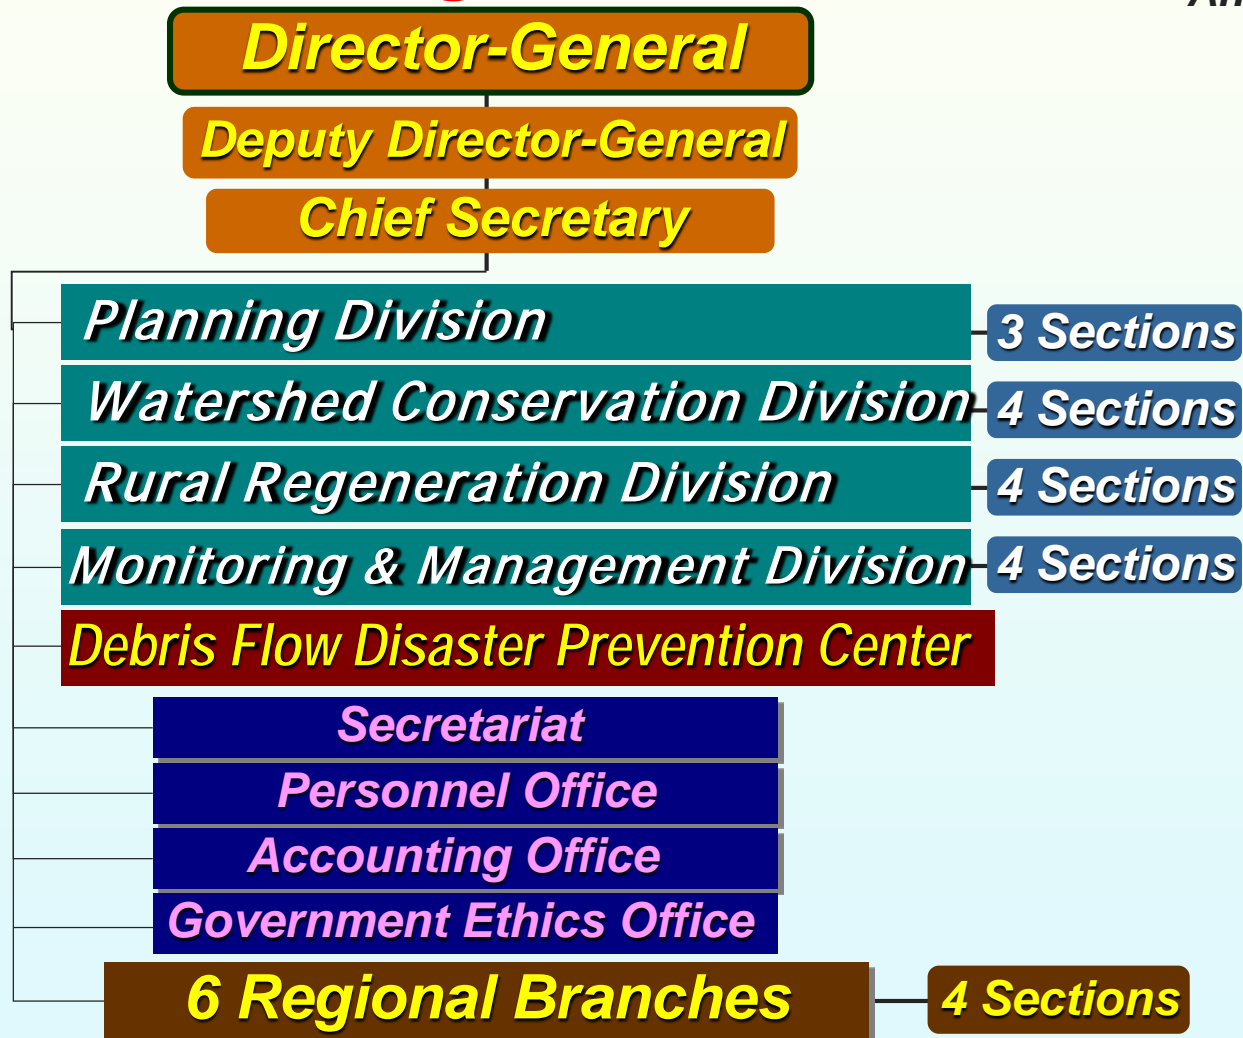 Director-General
Deputy Director-General
Chief Secretary
Planning Division
3 Sections
Watershed Conservation Division
4 Sections
Rural Regeneration Division
4 Sections
Monitoring & Management Division
4 Sections
Debris Flow Disaster Prevention Center
Secretariat
Personnel Office
Accounting Office
Government Ethics Office
6 Regional Branches
4 Sections